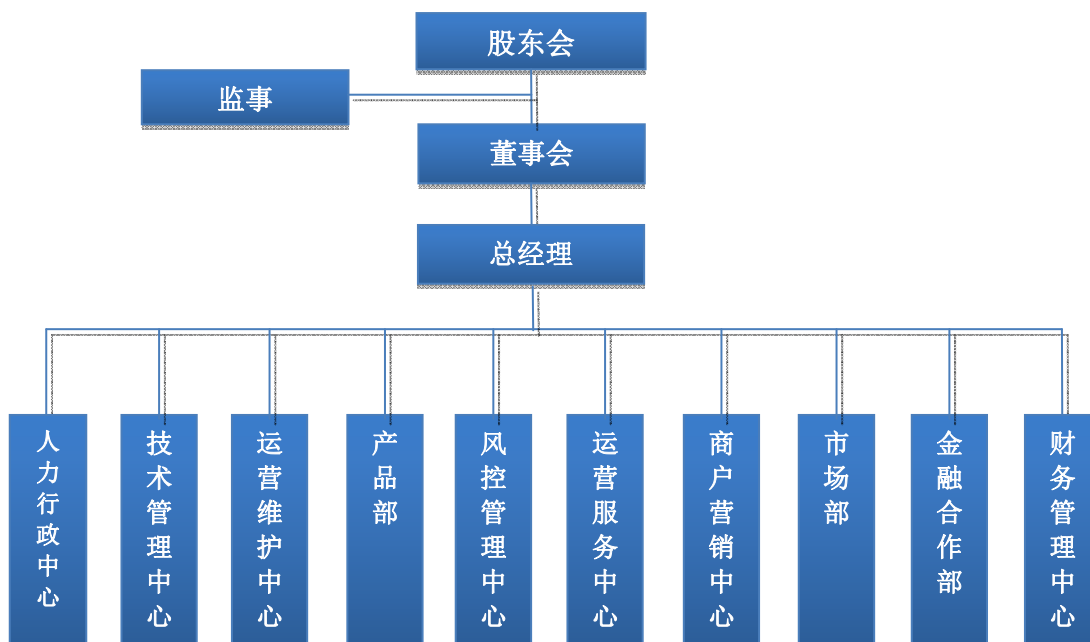 股东会
监事
董事会
总经理
人力行政中心
技术管理中心
运营维护中心
产品部
风控管理中心
运营服务中心
商户营销中心
市场部
金融合作部
财务管理中心